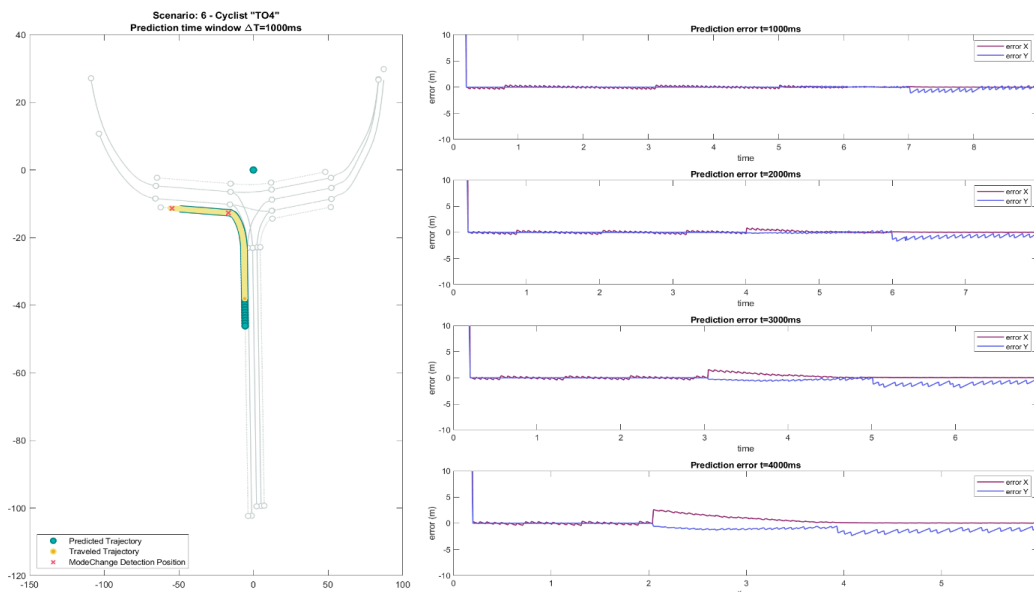 Scenario: 6 - Cyclist "TO4"
Prediction time window △T=1000ms
40
20
0
-20
-40
-60
-80
-100
-120
-150
-100
-50
0
50
100
Predicted Trajectory
Traveled Trajectory
ModeChange Detection Position
Prediction error t=1000ms
error X
error Y
error (m)
10
5
0
-5
-10
0
1
2
3
4
5
6
7
8
time
Prediction error t=2000ms
error X
error Y
error (m)
10
5
0
-5
-10
0
1
2
3
4
5
6
7
time
Prediction error t=3000ms
error X
error Y
error (m)
10
5
0
-5
-10
0
1
2
3
4
5
6
time
Prediction error t=4000ms
error X
error Y
error (m)
10
5
0
-5
-10
0
1
2
3
4
5